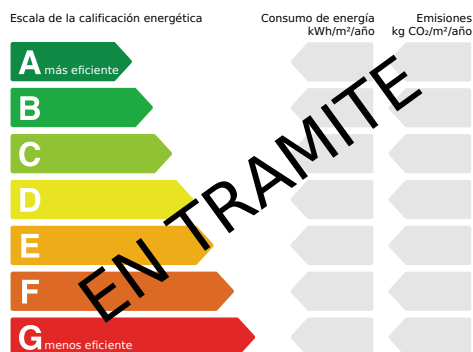 Escala de la calificación energética
Consumo de energía
kWh/m²/año
Emisiones
kg CO₂/m²/año
A más eficiente
B
C
D
E
F
G menos eficiente
EN TRAMITE